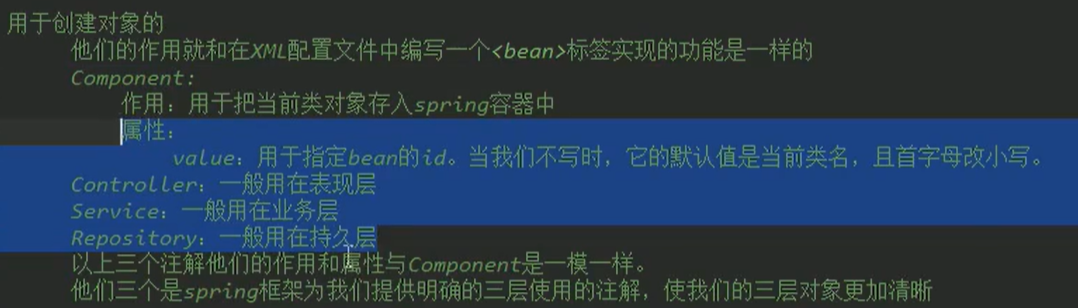 用于创建对象的
他们的作用就和在XML配置文件中编写一个<bean>标签实现的功能是一样的
Component:
作用：用于把当前类对象存入spring容器中
属性：
value：用于指定bean的id。当我们不写时，它的默认值是当前类名，且首字母改小写。
Controller：一般用在表现层
Service：一般用在业务层
Repository：一般用在持久层
以上三个注解他们的作用和属性与Component是一模一样。
他们三个是spring框架为我们提供明确的三层使用的注解，使我们的三层对象更加清晰